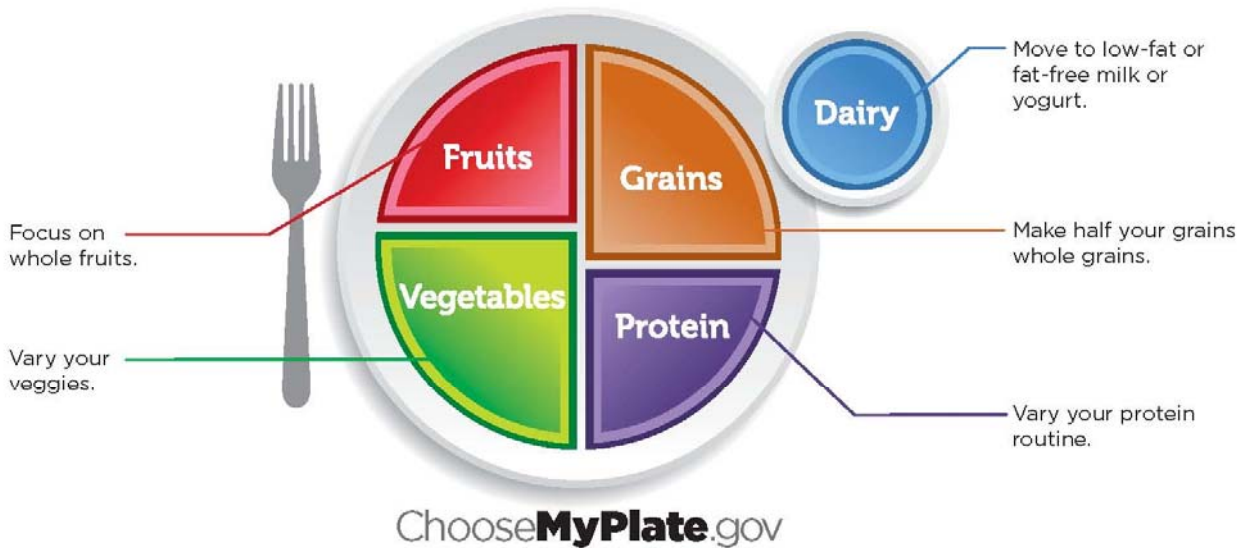 Move to low-fat or
fat-free milk or
yogurt.
Dairy
Fruits
Grains
Focus on
whole fruits.
Make half your grains
whole grains.
Vegetables
Protein
Vary your
veggies.
Vary your protein
routine.
ChooseMyPlate.gov